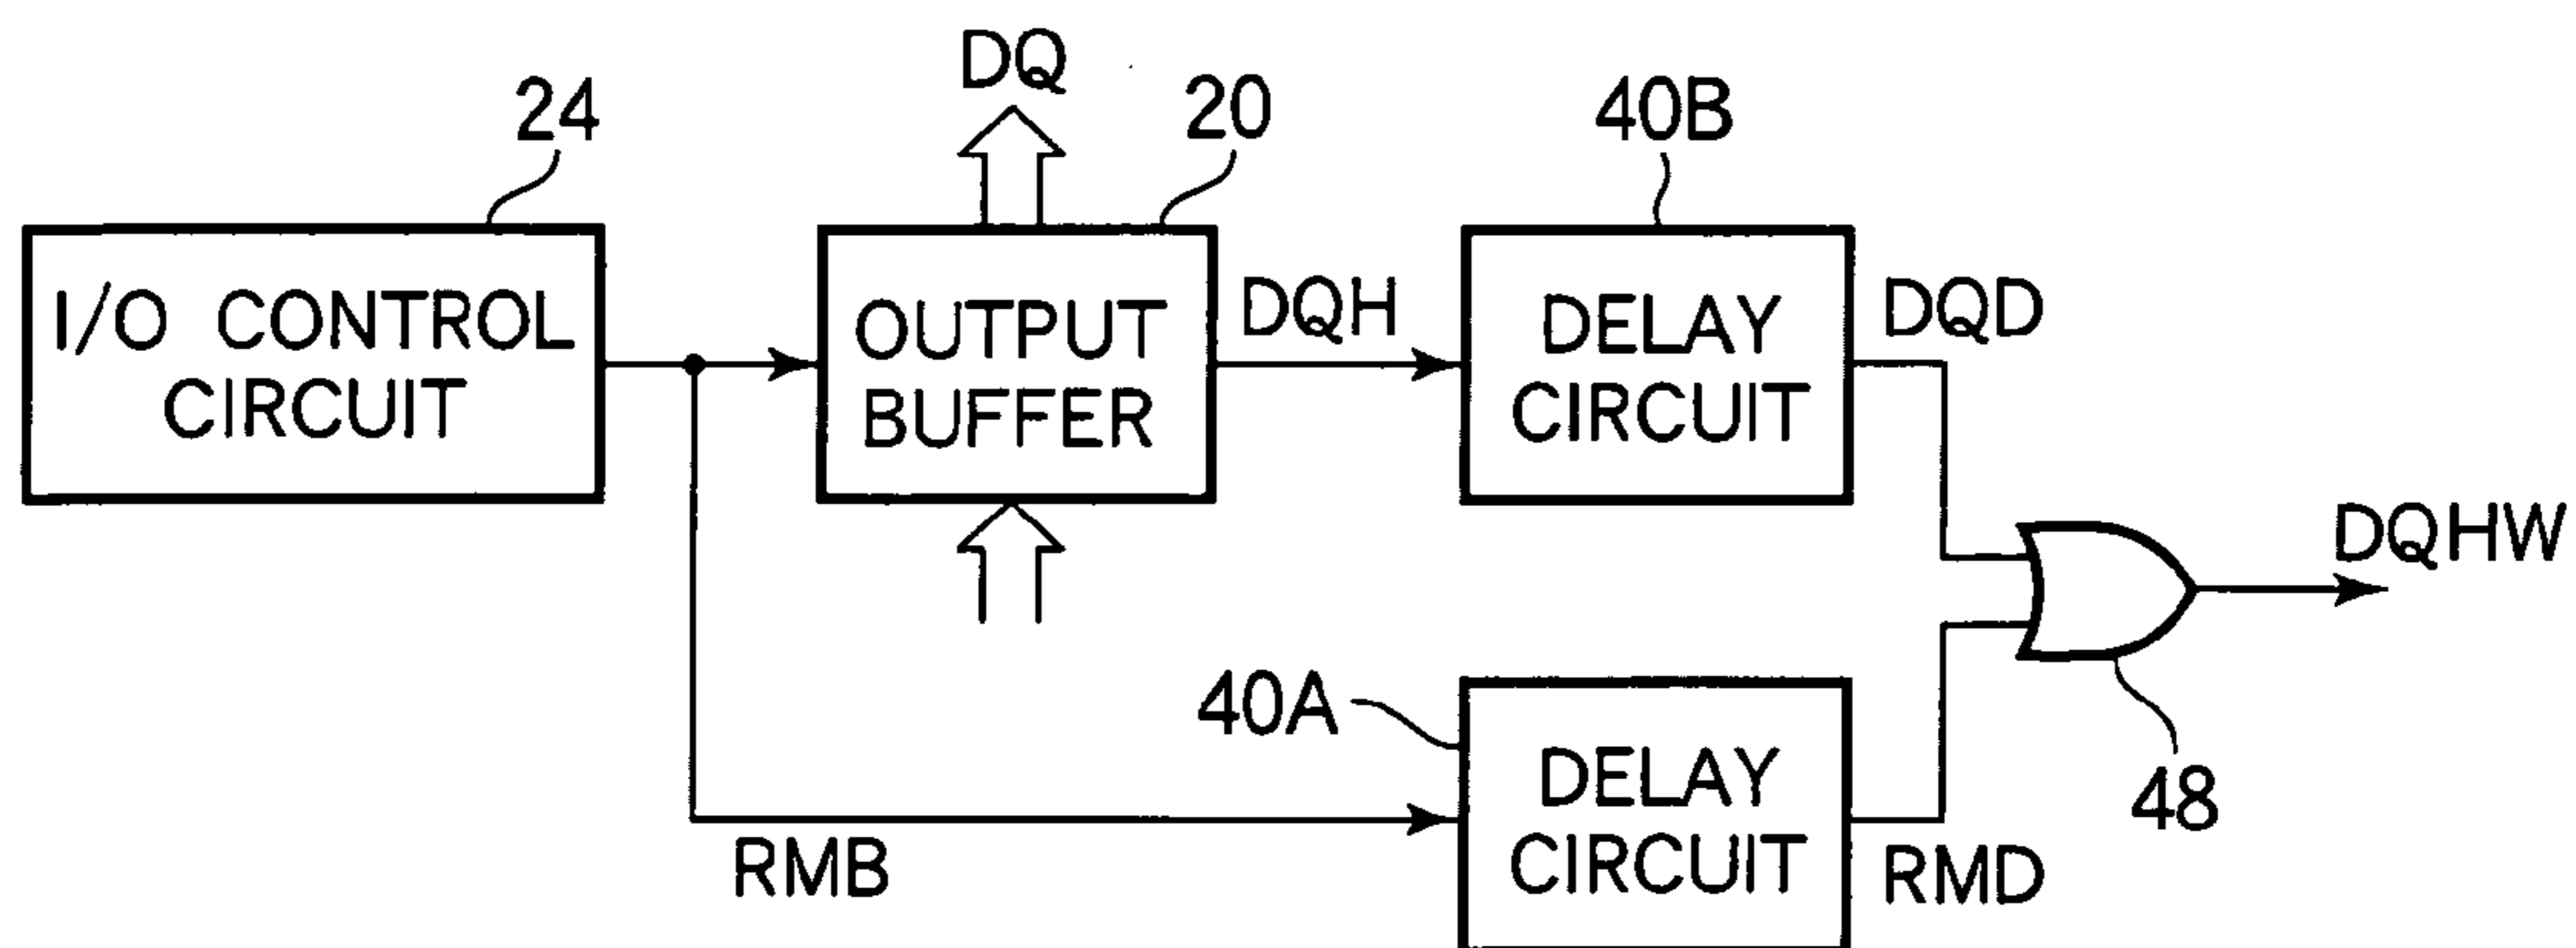 DQ
24
20
40B
I/O CONTROL
CIRCUIT
OUTPUT
BUFFER
DQH
DELAY
CIRCUIT
DQD
DQHW
40A
DELAY
CIRCUIT
48
RMB
RMD